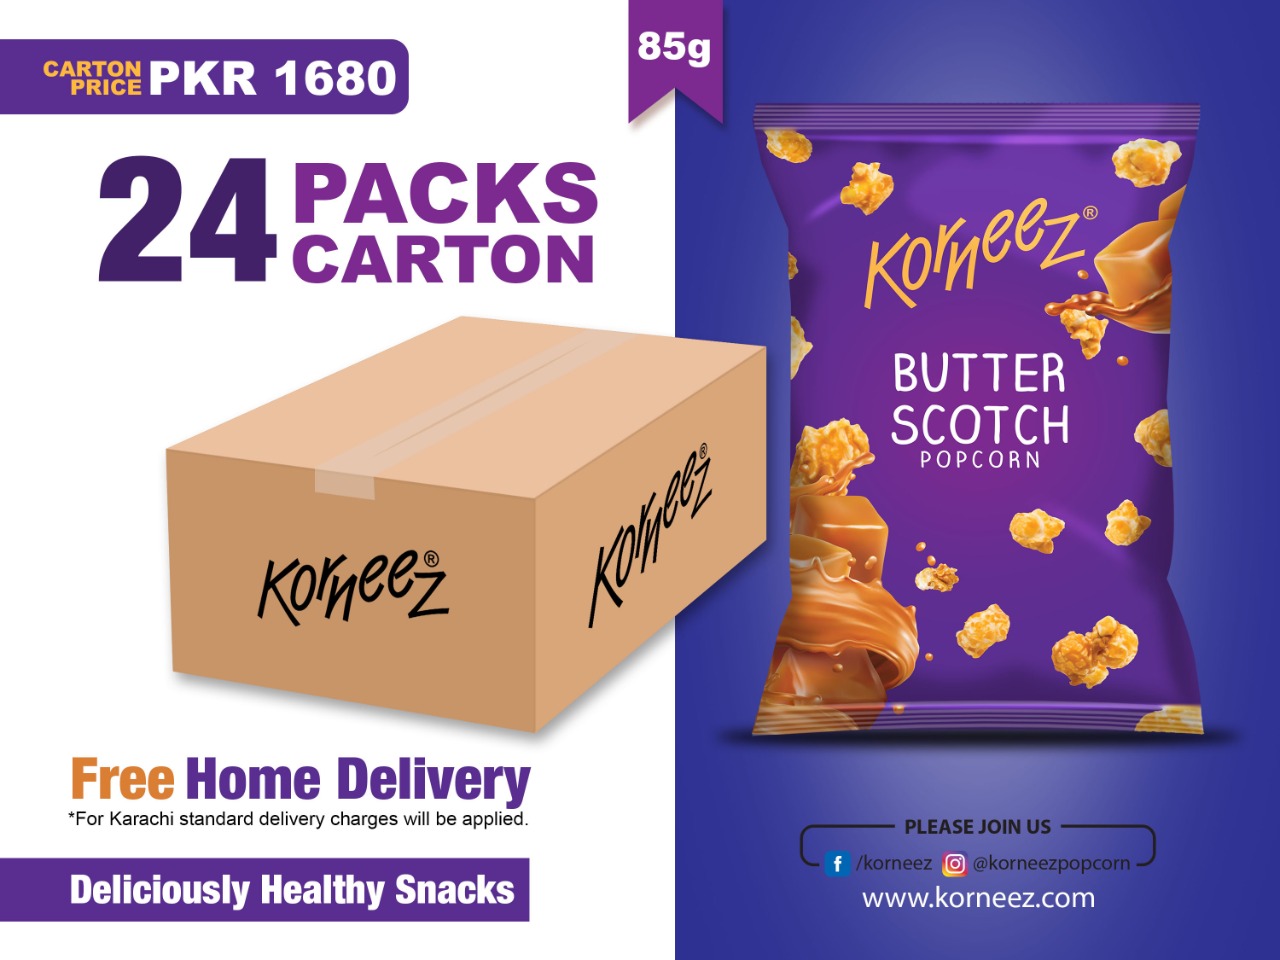 CARTON
PRICE PKR 1680
85g
24 PACKS
CARTON
Korneez®
Korneez®
Free Home Delivery
*For Karachi standard delivery charges will be applied.
Deliciously Healthy Snacks
Korneez®
BUTTER
SCOTCH
POPCORN
PLEASE JOIN US
f /korneez @korneezpopcorn
www.korneez.com